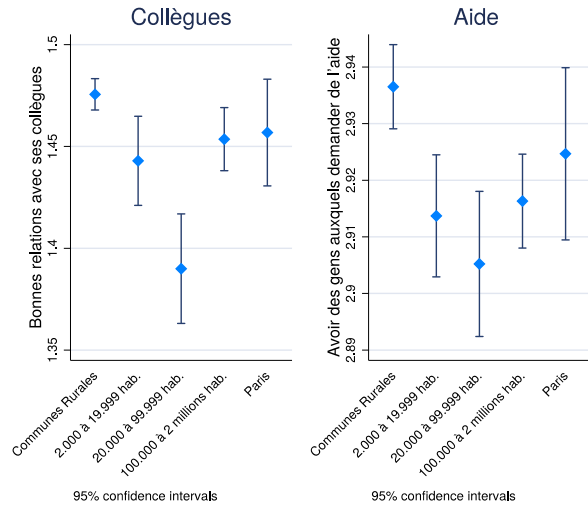 Collègues
Bonnes relations avec ses collègues
1.5
1.45
1.4
1.35
Communes Rurales
2.000 à 19.999 hab.
20.000 à 99.999 hab.
100.000 à 2 millions hab.
Paris
95% confidence intervals
Aide
Avoir des gens auxquels demander de l'aide
2.94
2.93
2.92
2.91
2.9
2.89
Communes Rurales
2.000 à 19.999 hab.
20.000 à 99.999 hab.
100.000 à 2 millions hab.
Paris
95% confidence intervals